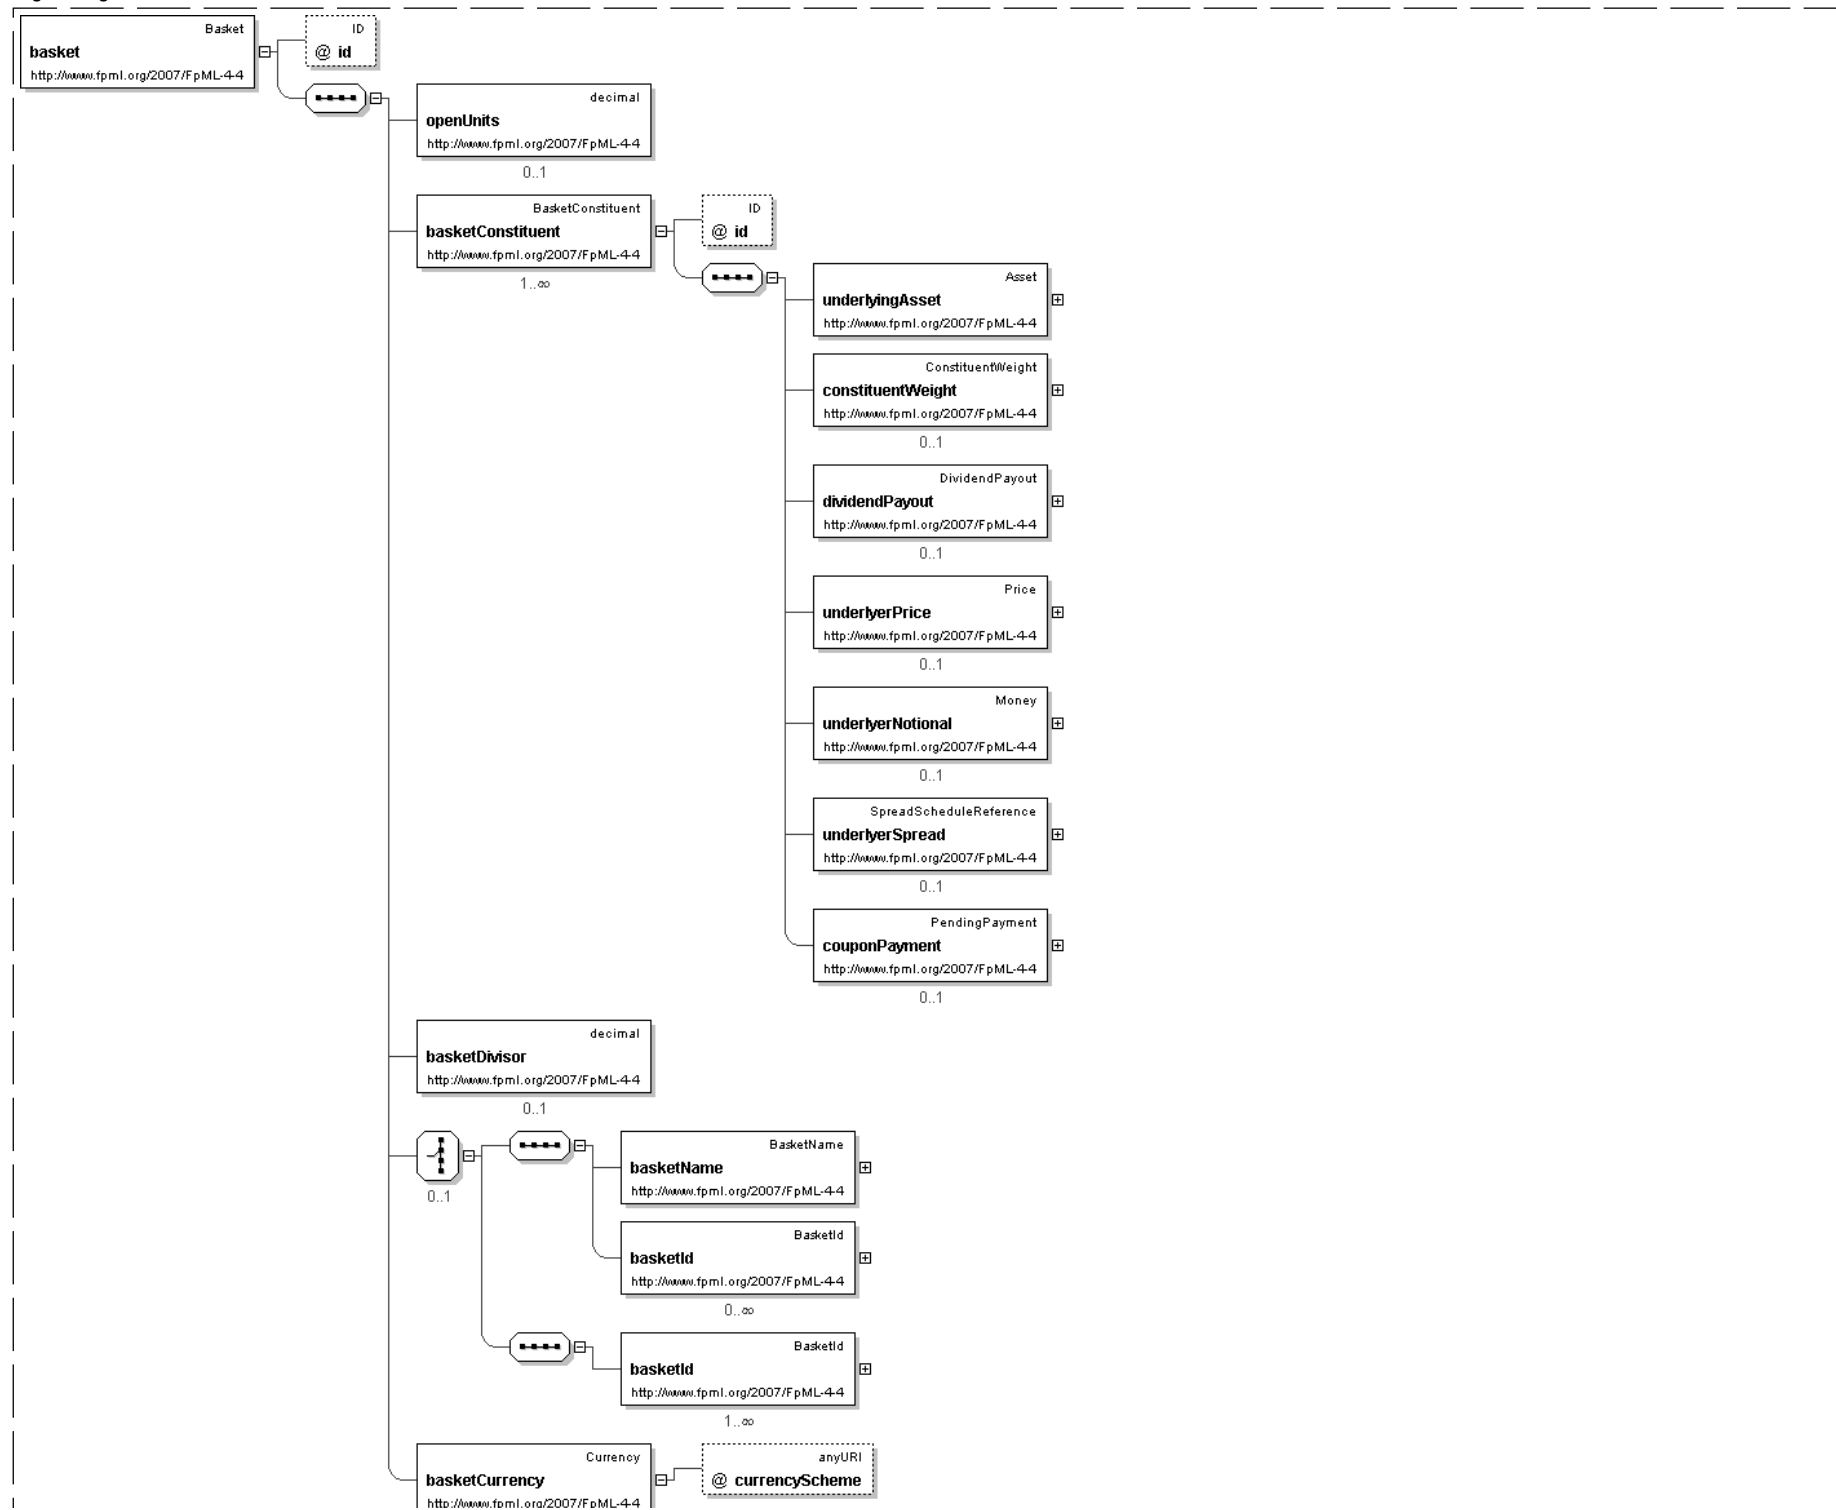 Basket
basket
http://www.fpml.org/2007/FpML-4-4
ID
@ id
decimal
openUnits
http://www.fpml.org/2007/FpML-4-4
0..1
BasketConstituent
basketConstituent
http://www.fpml.org/2007/FpML-4-4
1..∞
ID
@ id
Asset
underlyingAsset
http://www.fpml.org/2007/FpML-4-4
ConstituentWeight
constituentWeight
http://www.fpml.org/2007/FpML-4-4
0..1
DividendPayout
dividendPayout
http://www.fpml.org/2007/FpML-4-4
0..1
Price
underlyerPrice
http://www.fpml.org/2007/FpML-4-4
0..1
Money
underlyerNotional
http://www.fpml.org/2007/FpML-4-4
0..1
SpreadScheduleReference
underlyerSpread
http://www.fpml.org/2007/FpML-4-4
0..1
PendingPayment
couponPayment
http://www.fpml.org/2007/FpML-4-4
0..1
decimal
basketDivisor
http://www.fpml.org/2007/FpML-4-4
0..1
0..1
BasketName
basketName
http://www.fpml.org/2007/FpML-4-4
BasketId
basketId
http://www.fpml.org/2007/FpML-4-4
0..∞
BasketId
basketId
http://www.fpml.org/2007/FpML-4-4
1..∞
Currency
basketCurrency
http://www.fpml.org/2007/FpML-4-4
anyURI
@ currencyScheme